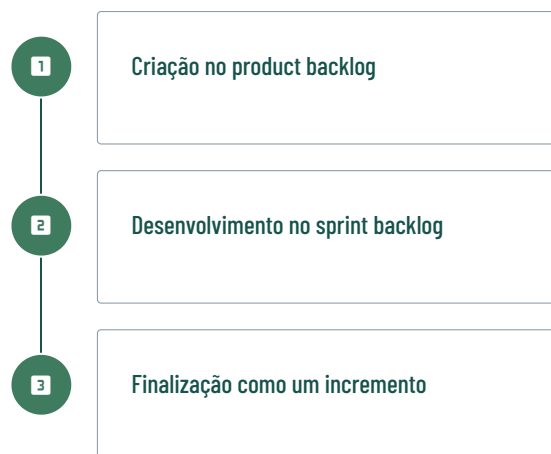 1
Criação no product backlog
2
Desenvolvimento no sprint backlog
3
Finalização como um incremento